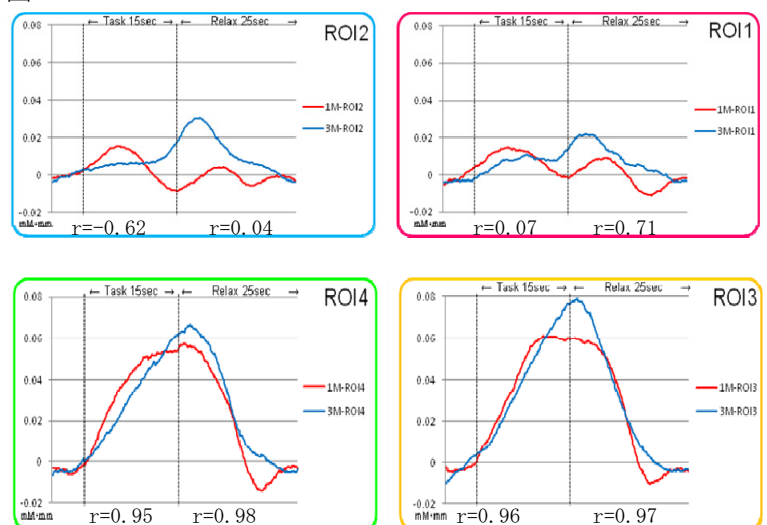 ← Task 15sec → Relax 25sec →
ROI2
0.08
0.06
0.04
0.02
0
-0.02
mM·mm
1M-ROI2
3M-ROI2
r=-0.62 r=0.04
← Task 15sec → Relax 25sec →
ROI1
0.08
0.06
0.04
0.02
0
-0.02
mM·mm
1M-ROI1
3M-ROI1
r=0.07 r=0.71
← Task 15sec → Relax 25sec →
ROI4
0.08
0.06
0.04
0.02
0
-0.02
mM·mm
1M-ROI4
3M-ROI4
r=0.95 r=0.98
← Task 15sec → Relax 25sec →
ROI3
0.08
0.06
0.04
0.02
0
-0.02
mM·mm
1M-ROI3
3M-ROI3
r=0.96 r=0.97